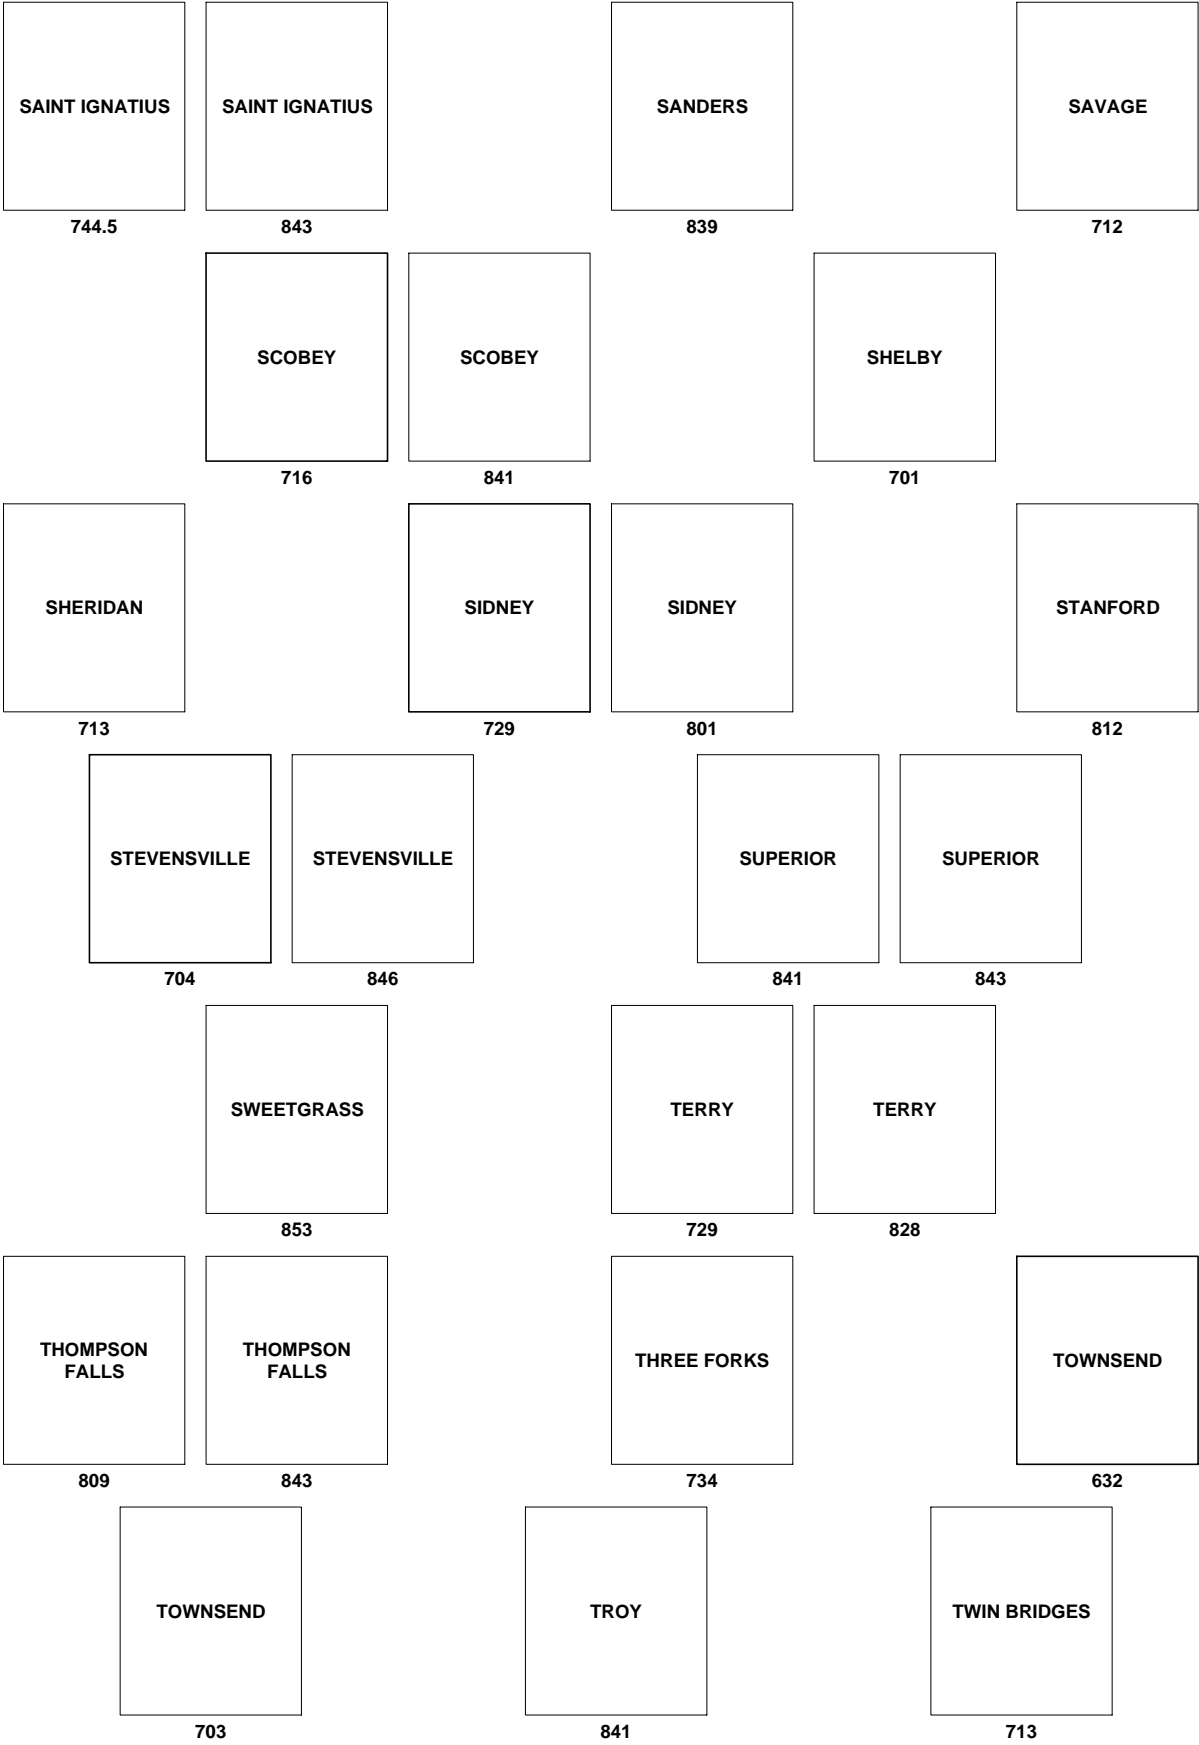 SAINT IGNATIUS
744.5
SAINT IGNATIUS
843
SANDERS
839
SAVAGE
712
SCOBEY
716
SCOBEY
841
SHELBY
701
SHERIDAN
713
SIDNEY
729
SIDNEY
801
STANFORD
812
STEVENSVILLE
704
STEVENSVILLE
846
SUPERIOR
841
SUPERIOR
843
SWEETGRASS
853
TERRY
729
TERRY
828
THOMPSON
FALLS
809
THOMPSON
FALLS
843
THREE FORKS
734
TOWNSEND
632
TOWNSEND
703
TROY
841
TWIN BRIDGES
713